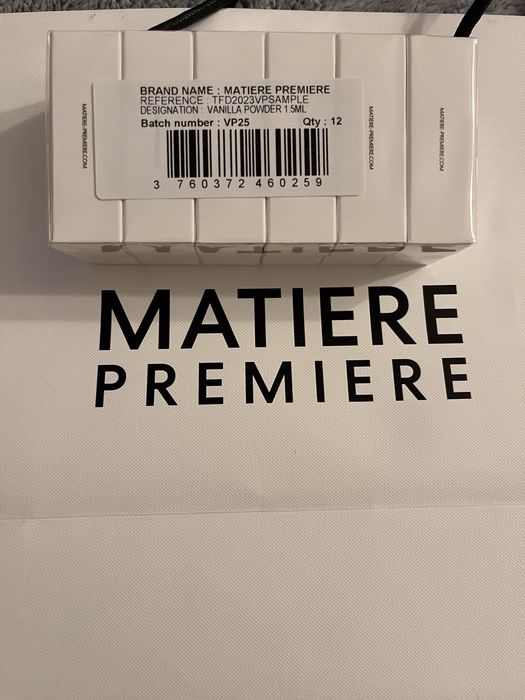 BRAND NAME : MATIERE PREMIERE
REFERENCE : TFD2023VPSAMPLE
DESIGNATION : VANILLA POWDER 1.5ML
Batch number : VP25 Qty : 12
3 760372 460259
MATIERE-PREMIERE.COM
MATIERE-PREMIERE.COM
MATIERE-PREMIERE.COM
MATIERE
PREMIERE